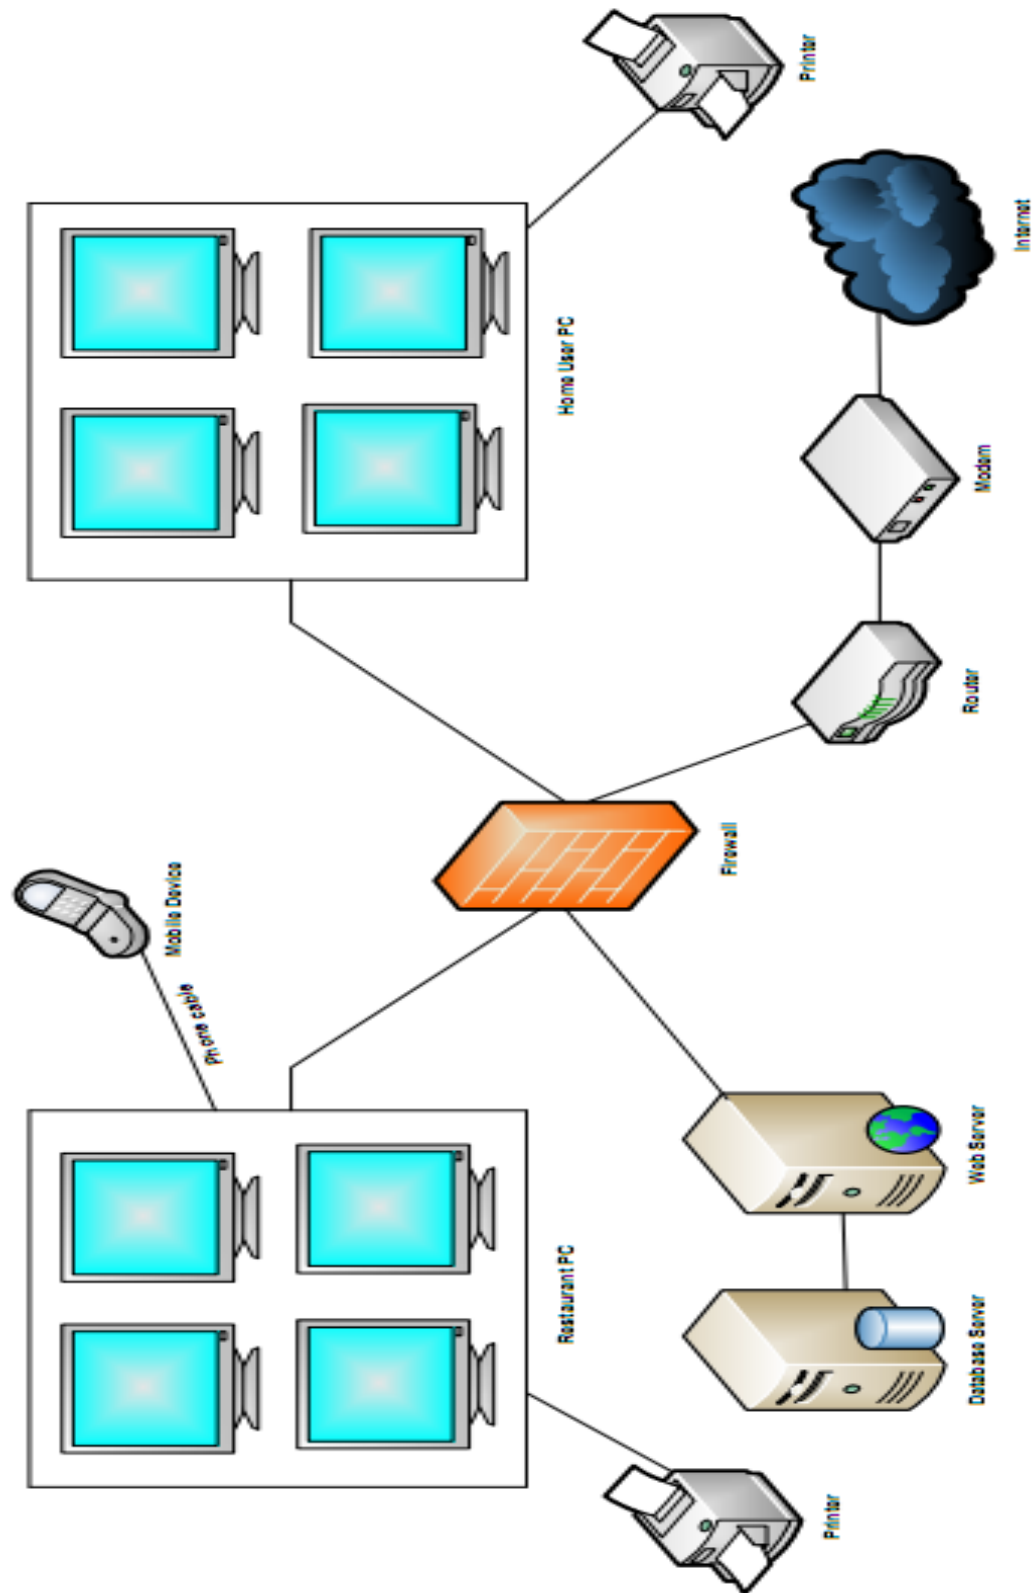 Printer
Home User PC
Internet
Modem
Router
Mobile Device
Phone cable
Firewall
Restaurant PC
Web Server
Database Server
Printer